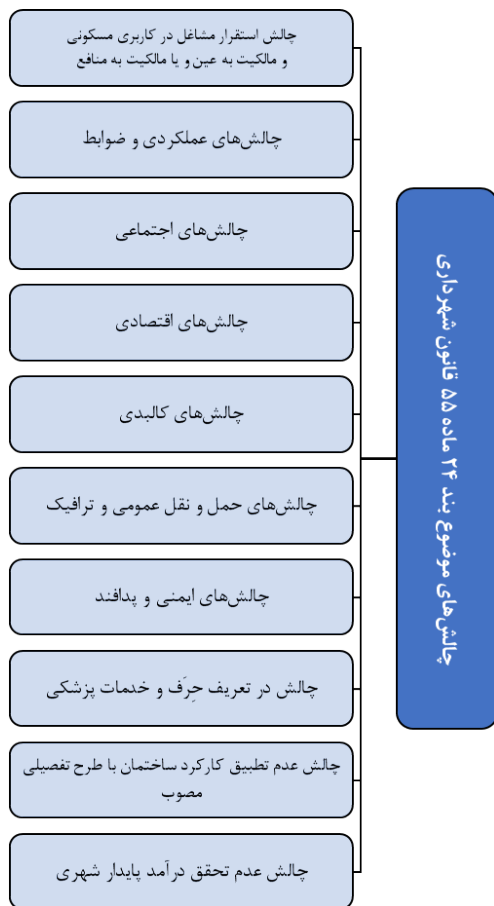 چالش‌های موضوع بند ۲۴ ماده ۵۵ قانون شهرداری
چالش استقرار مشاغل در کاربری مسکونی
و مالکیت به عین و یا مالکیت به منافع
چالش‌های عملکردی و ضوابط
چالش‌های اجتماعی
چالش‌های اقتصادی
چالش‌های کالبدی
چالش‌های حمل و نقل عمومی و ترافیک
چالش‌های ایمنی و پدافند
چالش در تعریف حِرَف و خدمات پزشکی
چالش عدم تطبیق کارکرد ساختمان با طرح تفصیلی
مصوب
چالش عدم تحقق درآمد پایدار شهری